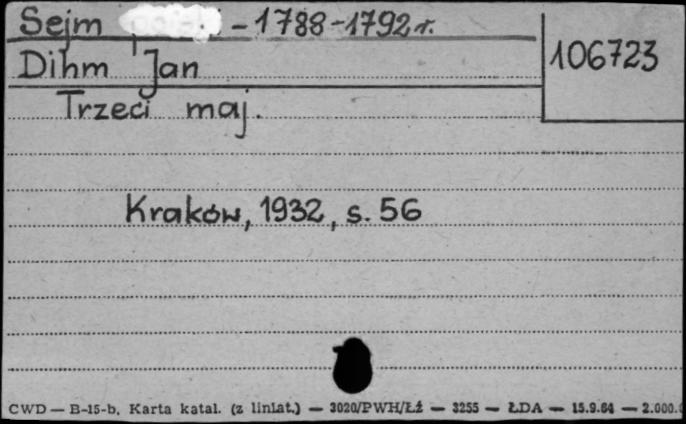 Sejm - 1788-1792 r.
106723
Dihm Jan
Trzeci maj.
Kraków, 1932, s. 56
CWD — B-15-b. Karta katal. (z liniat.) — 3020/PWH/Łź — 3255 — ŁDA — 15.9.64 — 2.000.